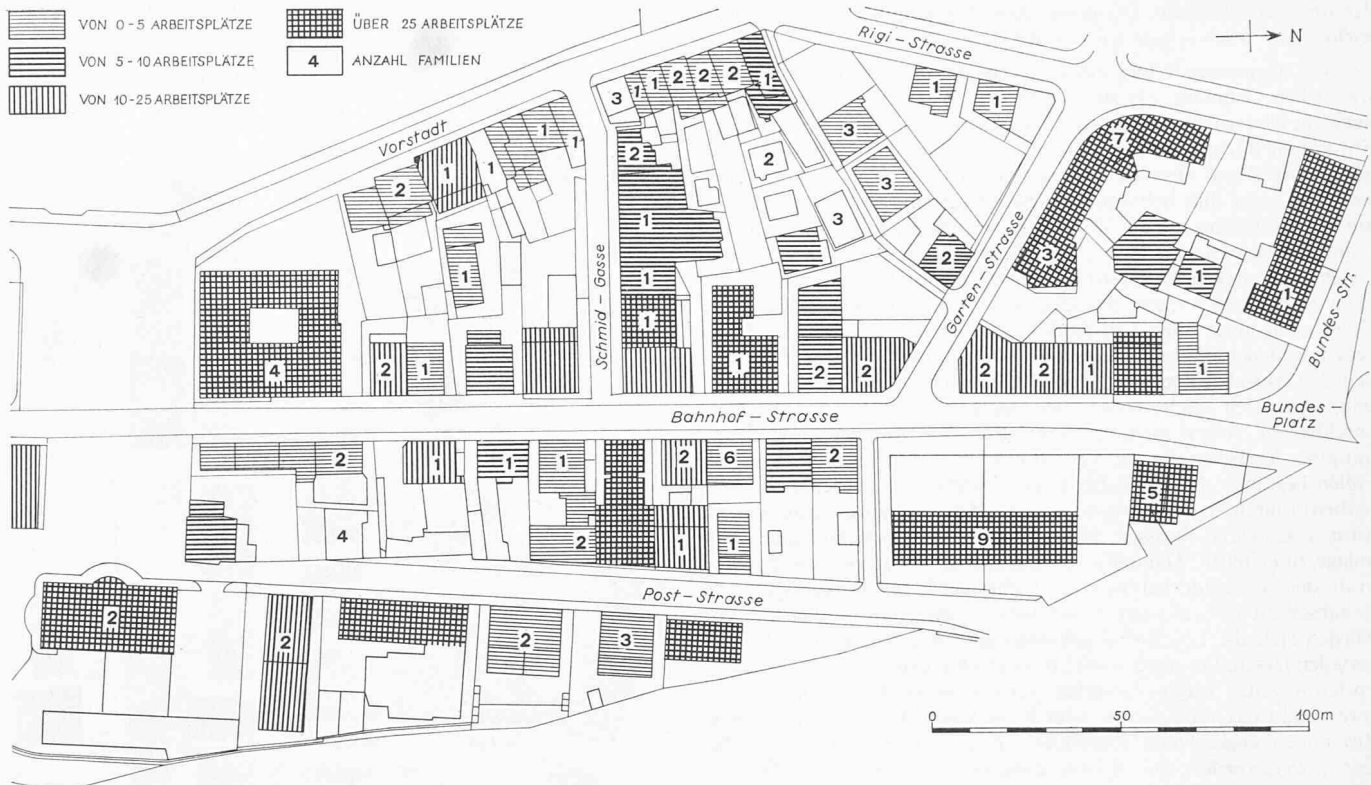 VON 0-5 ARBEITSPLÄTZE
VON 5-10 ARBEITSPLÄTZE
VON 10-25 ARBEITSPLÄTZE
ÜBER 25 ARBEITSPLÄTZE
4 ANZAHL FAMILIEN
N
Rigi-Strasse
Vorstadt
Schmid-Gasse
Garten-Strasse
Bundes-Str.
Bahnhof-Strasse
Bundes-
Platz
Post-Strasse
3 1 1 2 2 2 1
1 1
1 1
2 1 1
2 2 3 7
1 3 3
1 1 2 3 1 1
4 2 1 1 1 2 2 2 2 1 1
2 1 1 1 2 6 2
4 2 1 1 9 5
2 2 2 3
0 50 100m